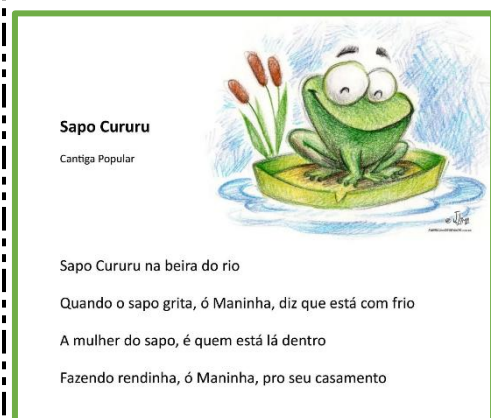 Sapo Cururu
Cantiga Popular
Sapo Cururu na beira do rio
Quando o sapo grita, ó Maninha, diz que está com frio
A mulher do sapo, é quem está lá dentro
Fazendo rendinha, ó Maninha, pro seu casamento